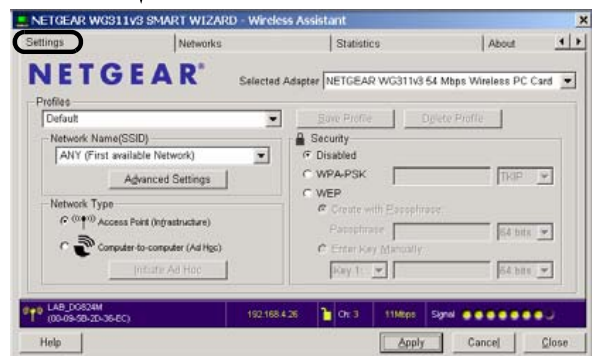 NETGEAR WG311v3 SMART WIZARD - Wireless Assistant
Settings Networks Statistics About
NETGEAR
Selected Adapter NETGEAR WG311v3 54 Mbps Wireless PC Card
Profiles
Default Save Profile Delete Profile
Network Name(SSID)
ANY (First available Network)
Advanced Settings
Network Type
Access Point (Infrastructure)
Computer-to-computer (Ad Hoc)
Initiate Ad Hoc
Security
Disabled
WPA-PSK TKIP
WEP
Create with Passphrase
Passphrase 64 bits
Enter Key Manually
Key 1: 64 bits
LAB_DG824M
(00-09-5B-2D-36-EC) 192.168.4.26 Ch: 3 11Mbps Signal
Help Apply Cancel Close